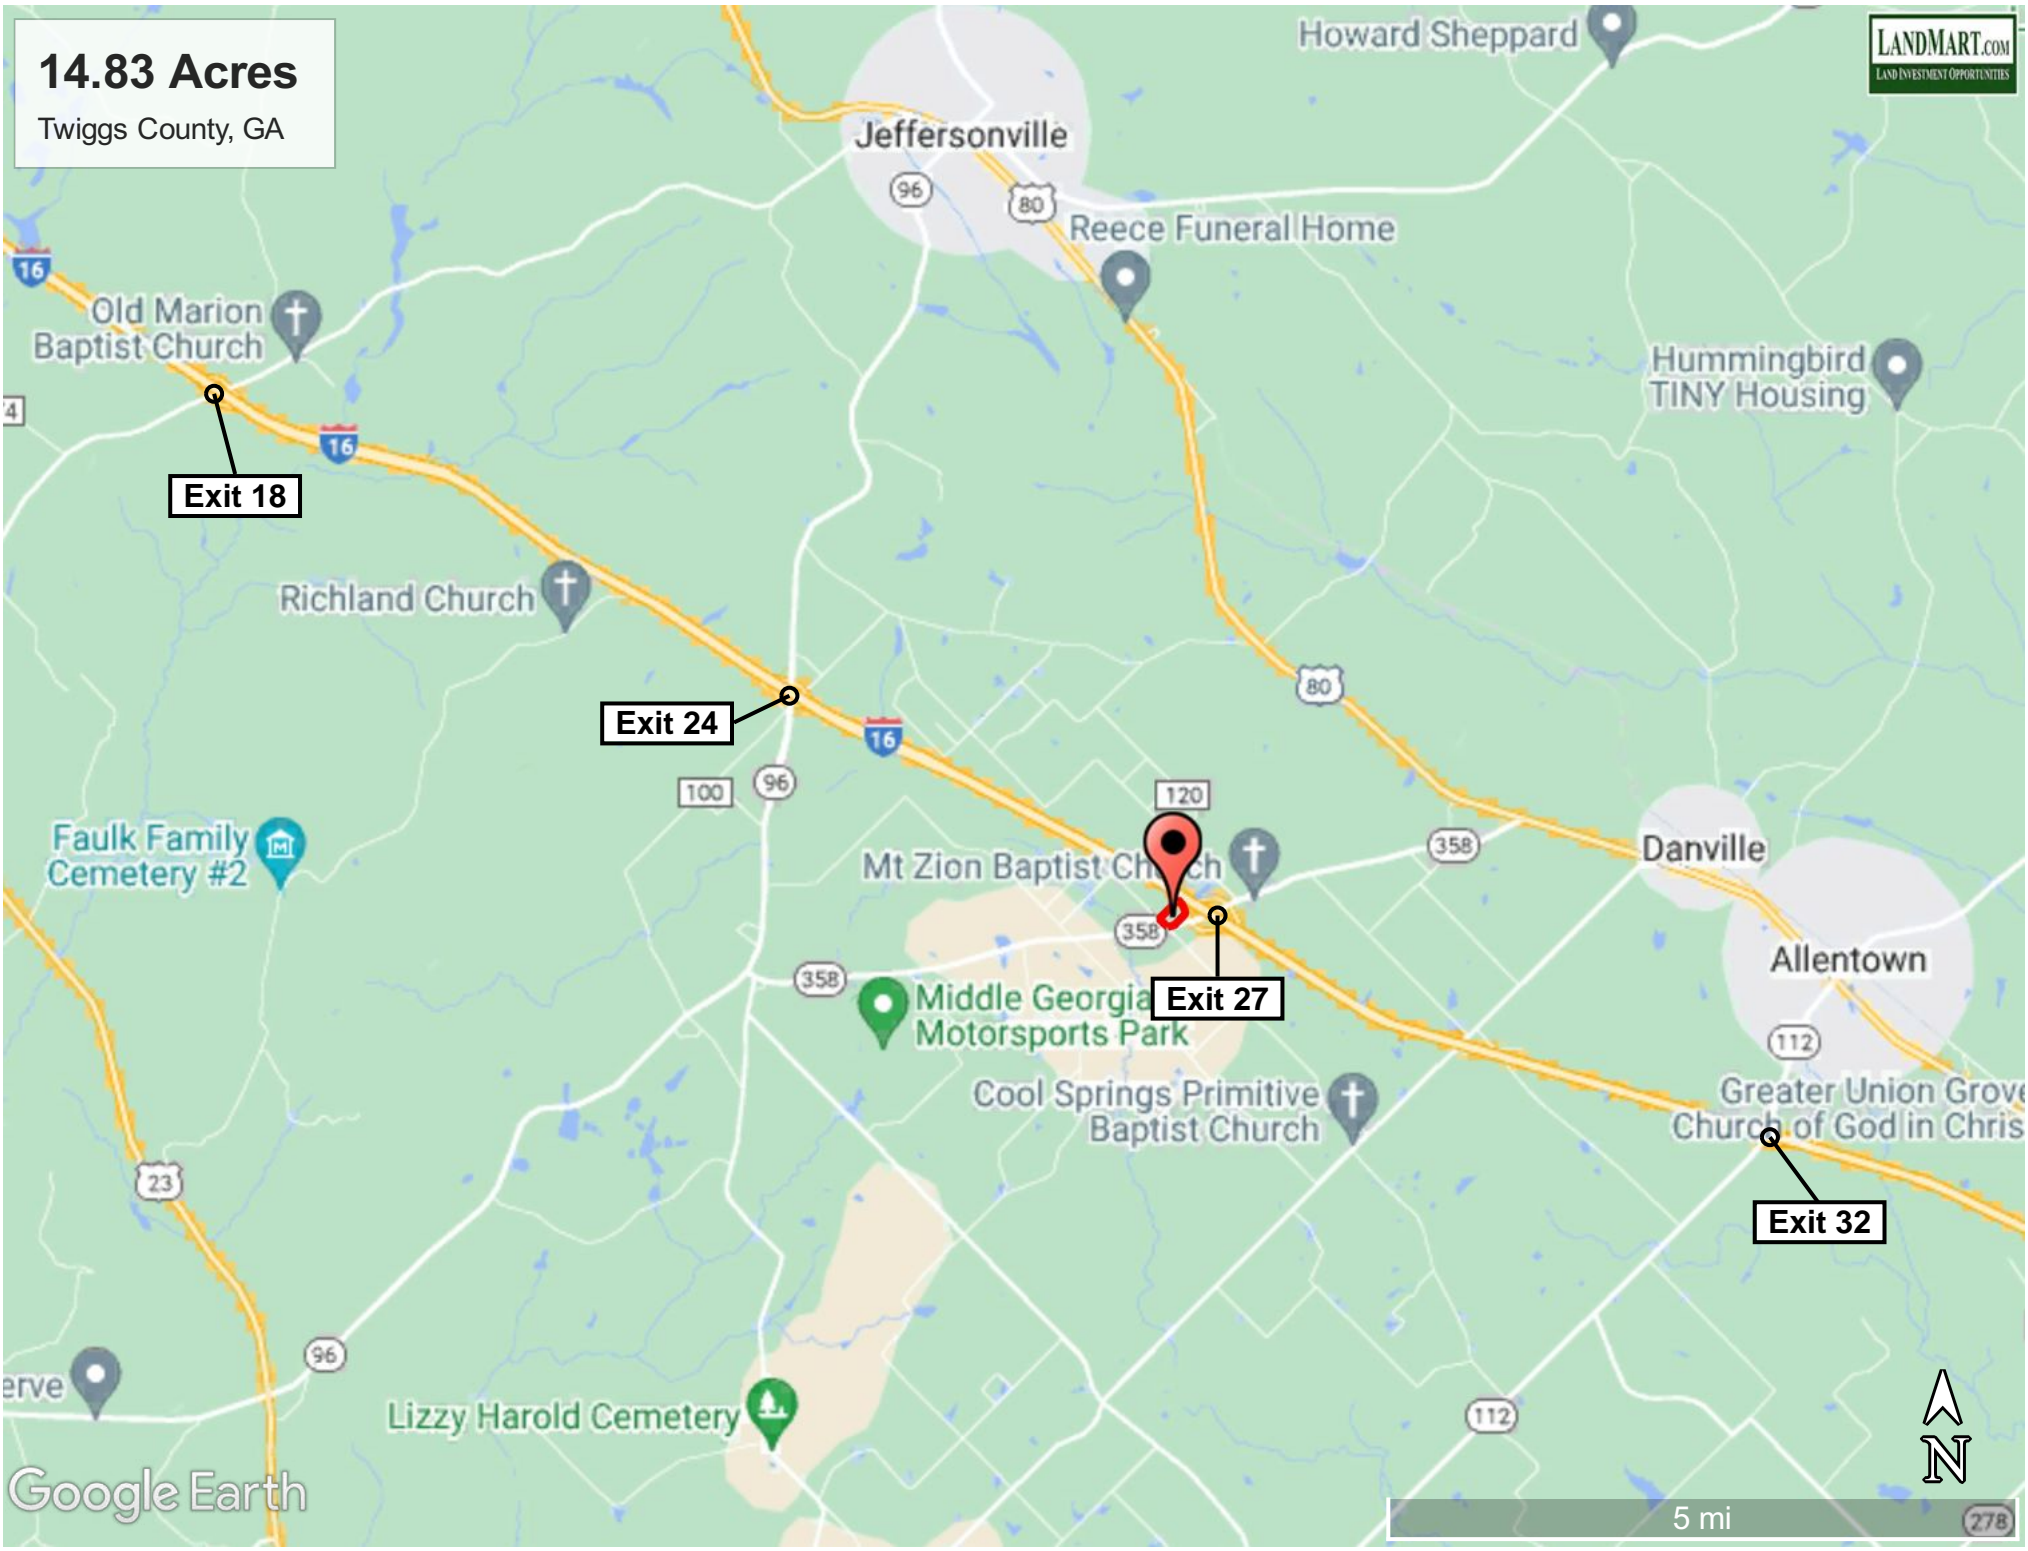 14.83 Acres
Twiggs County, GA
Howard Sheppard
LANDMART.COM
LAND INVESTMENT OPPORTUNITIES
Jeffersonville
96
80
Reece Funeral Home
16
Old Marion
Baptist Church
Hummingbird
TINY Housing
4
16
Exit 18
Richland Church
80
Exit 24
16
100
96
120
Faulk Family
Cemetery #2
Mt Zion Baptist Church
358
Danville
358
Allentown
358
Middle Georgia
Motorsports Park
Exit 27
112
Cool Springs Primitive
Baptist Church
Greater Union Grove
Church of God in Chris
23
Exit 32
96
erve
Lizzy Harold Cemetery
112
N
Google Earth
5 mi
278